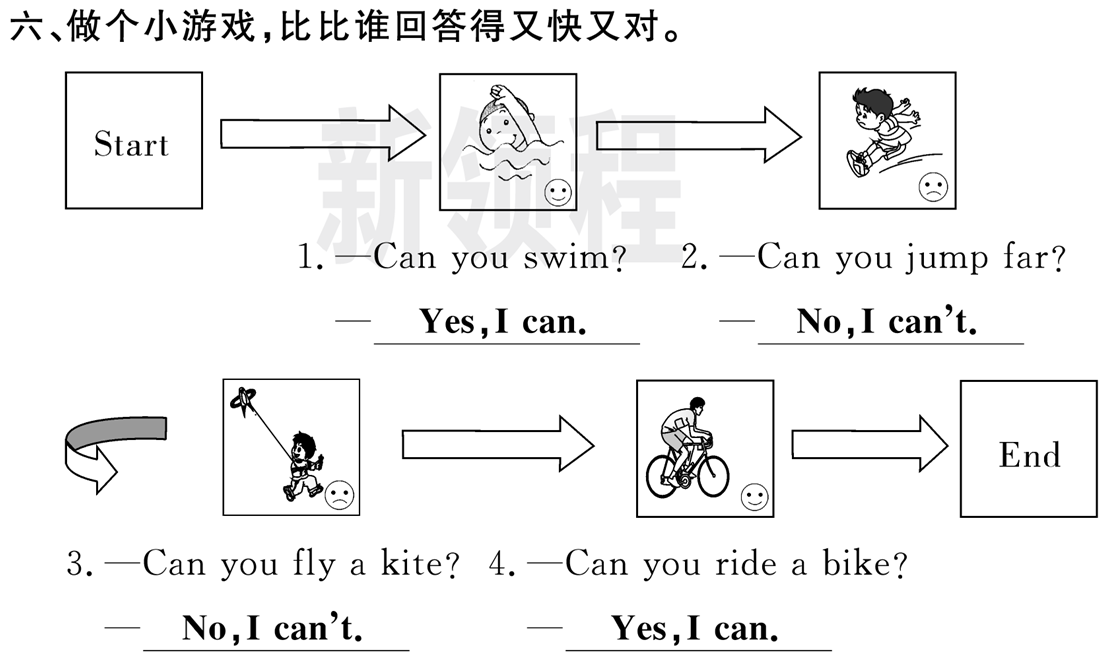 六、做个小游戏,比比谁回答得又快又对。
Start
新领程
1. —Can you swim? 2. —Can you jump far?
— Yes,I can. — No,I can't.
End
3. —Can you fly a kite? 4. —Can you ride a bike?
— No,I can't. — Yes,I can.